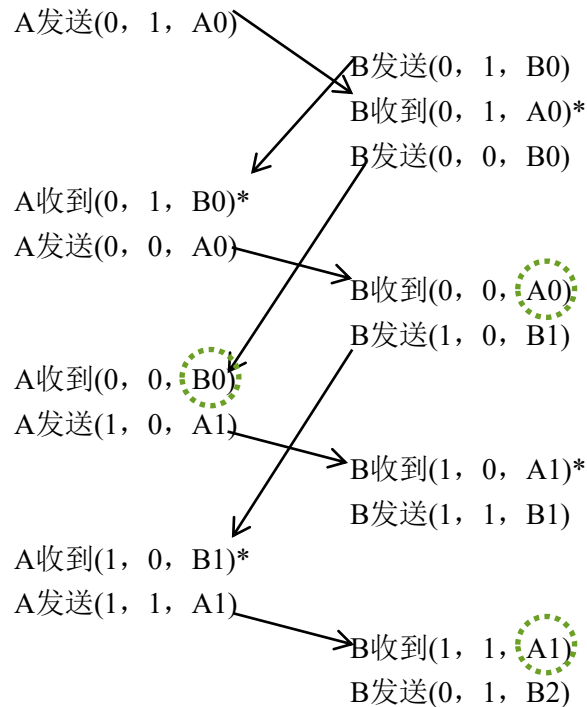 A发送(0，1，A0)
B发送(0，1，B0)
B收到(0，1，A0)*
B发送(0，0，B0)
A收到(0，1，B0)*
A发送(0，0，A0)
B收到(0，0，A0)
B发送(1，0，B1)
A收到(0，0，B0)
A发送(1，0，A1)
B收到(1，0，A1)*
B发送(1，1，B1)
A收到(1，0，B1)*
A发送(1，1，A1)
B收到(1，1，A1)
B发送(0，1，B2)